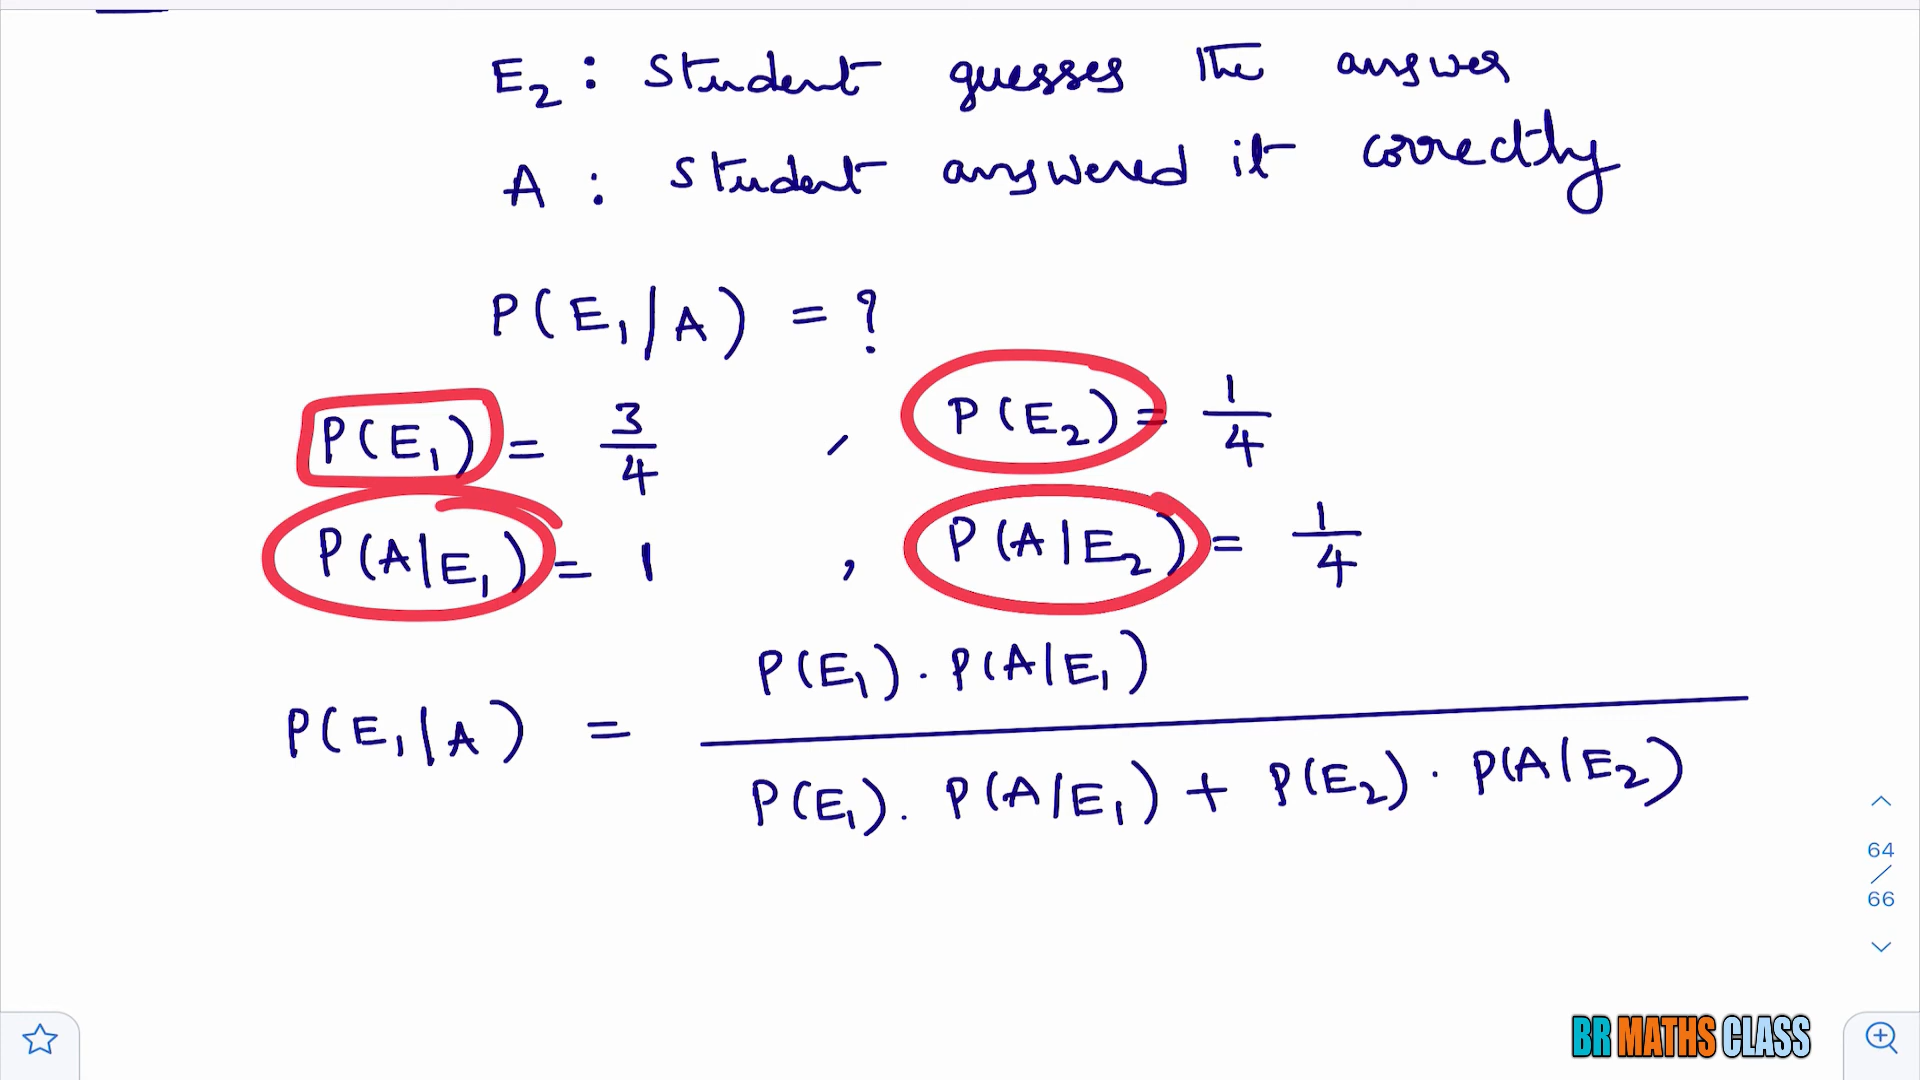 E₂ : Student guesses the answer
A : Student answered it correctly
P(E₁|A) = ?
P(E₁) = 3/4 , P(E₂) = 1/4
P(A|E₁) = 1 , P(A|E₂) = 1/4
P(E₁|A) = P(E₁) . P(A|E₁) / P(E₁) . P(A|E₁) + P(E₂) . P(A|E₂)
64
/
66
BR MATHS CLASS